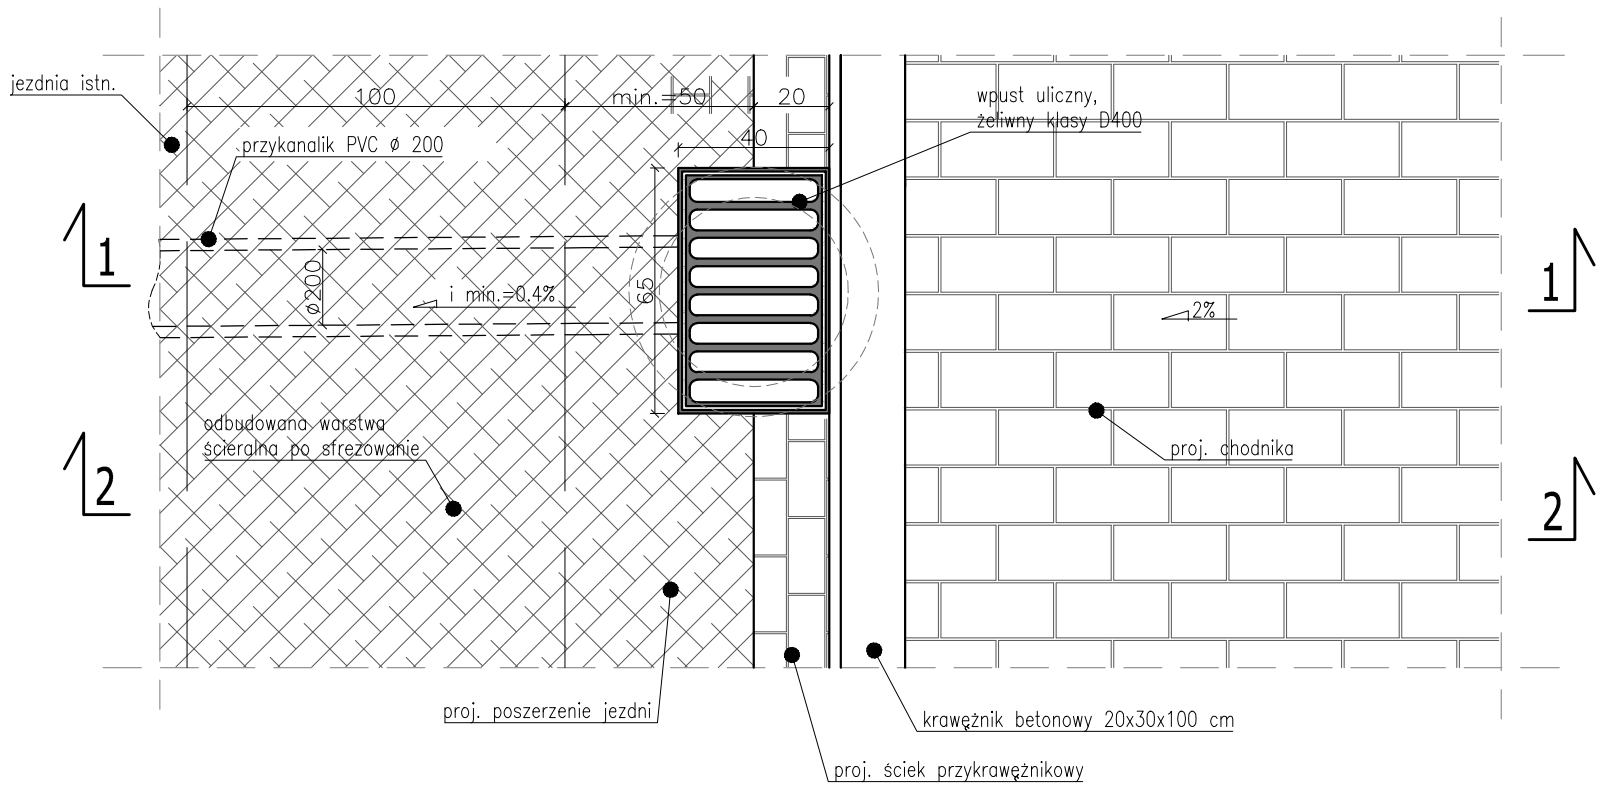 jezdnia istn.
100
min.=50
20
wpust uliczny,
żeliwny klasy D400
40
przykanalik PVC ø 200
1
1
ø200
i min.=0.4%
65
2%
odbudowana warstwa
ścieralna po sfrezowanie
proj. chodnika
2
2
proj. poszerzenie jezdni
krawężnik betonowy 20x30x100 cm
proj. ściek przykrawężnikowy